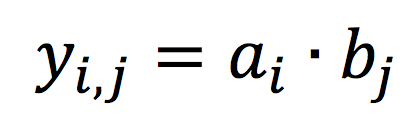 y_{i,j} = a_i · b_j